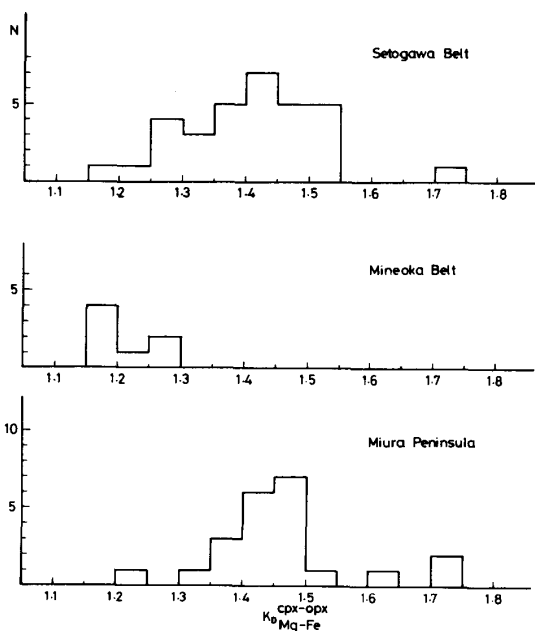 N
Setogawa Belt
5
1.1 1.2 1.3 1.4 1.5 1.6 1.7 1.8
Mineoka Belt
5
1.1 1.2 1.3 1.4 1.5 1.6 1.7 1.8
10
Miura Peninsula
5
1.1 1.2 1.3 1.4 1.5 1.6 1.7 1.8
K_D cpx-opx Mg-Fe